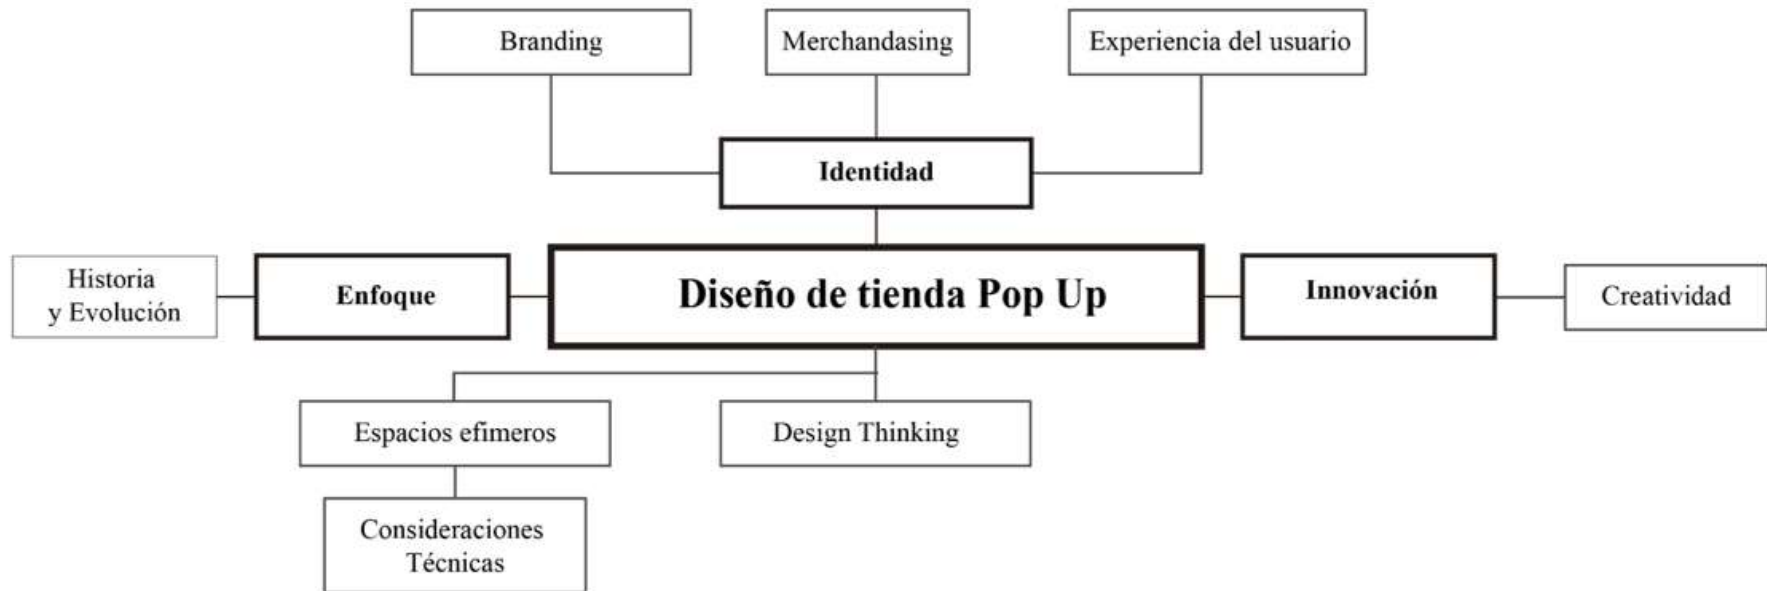 Branding
Merchandasing
Experiencia del usuario
Identidad
Historia
y Evolución
Enfoque
Diseño de tienda Pop Up
Innovación
Creatividad
Espacios efimeros
Design Thinking
Consideraciones
Técnicas